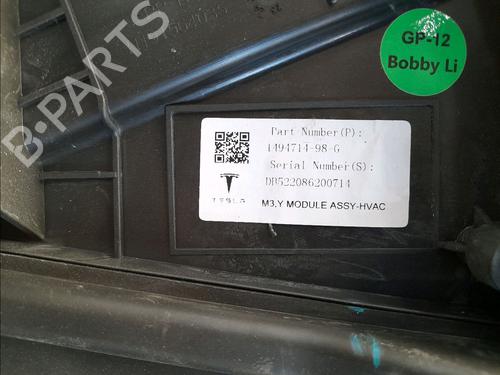 GP-12
Bobby Li
B-PARTS
Part Number(P):
1494714-98-G
Serial Number(S):
DB522086200714
TESLA
M3,Y MODULE ASSY-HVAC